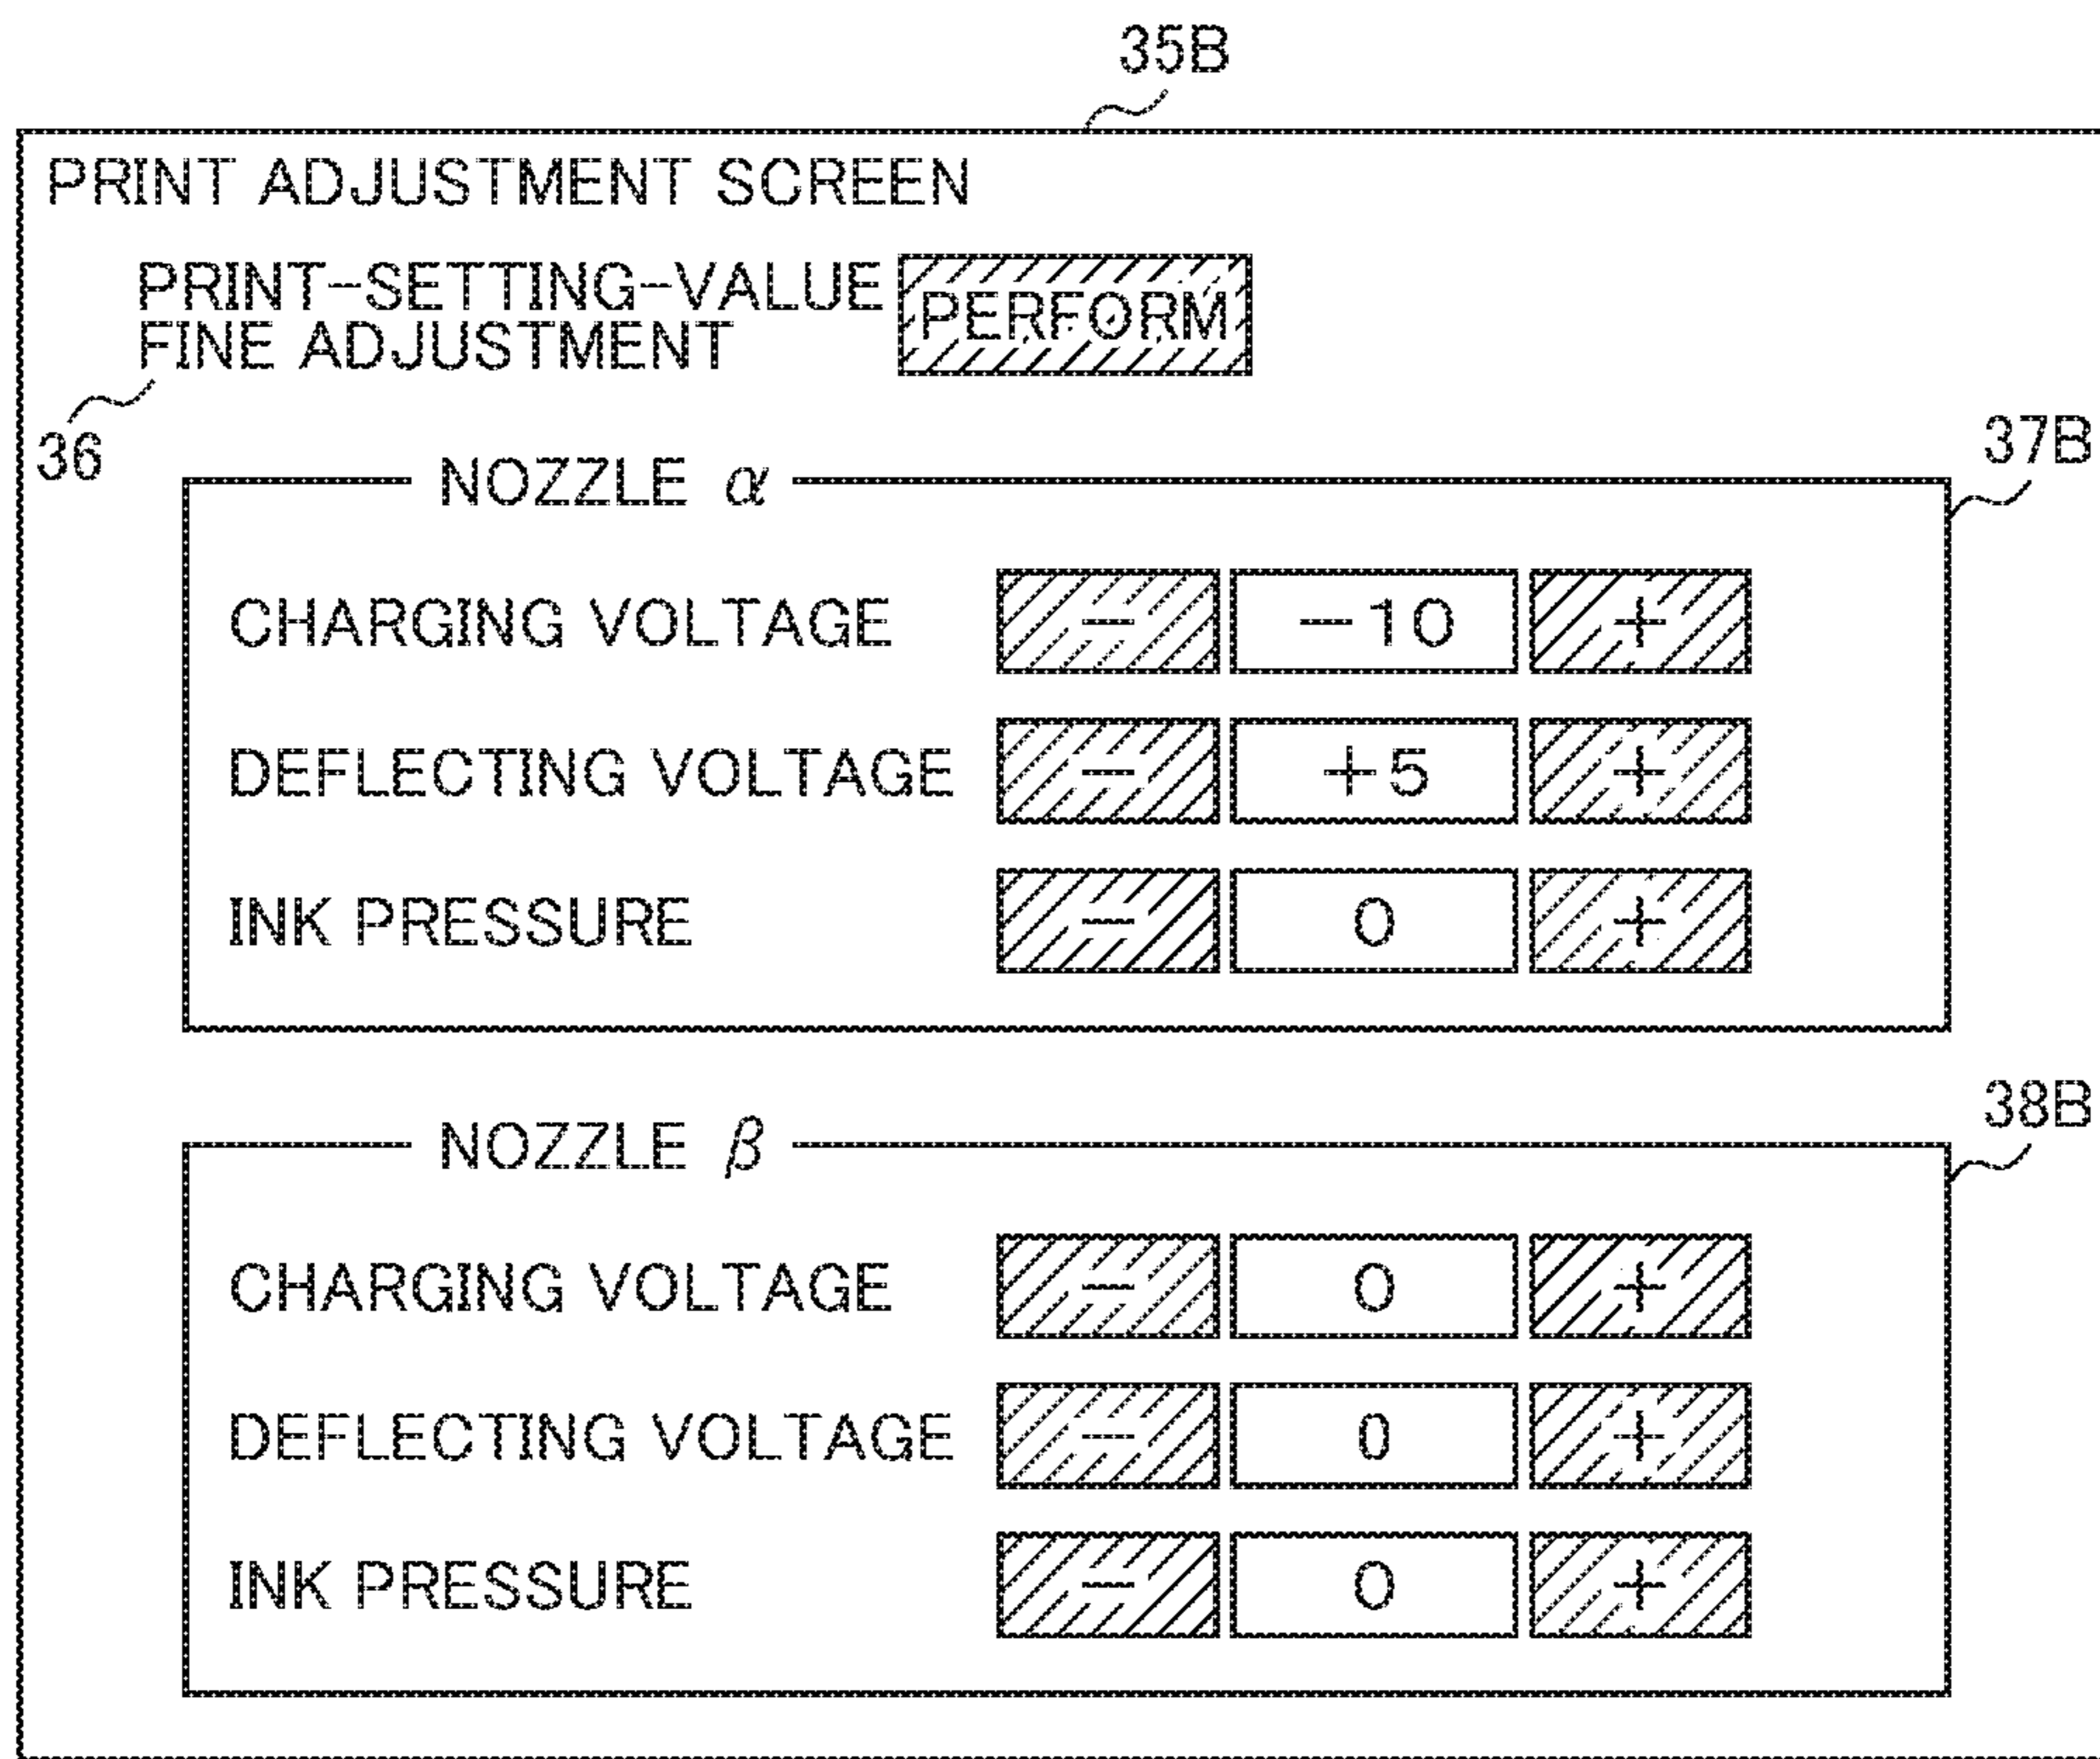 35B
PRINT ADJUSTMENT SCREEN
PRINT-SETTING-VALUE
FINE ADJUSTMENT
PERFORM
36
37B
NOZZLE α
CHARGING VOLTAGE - -10 +
DEFLECTING VOLTAGE - +5 +
INK PRESSURE - 0 +
38B
NOZZLE β
CHARGING VOLTAGE - 0 +
DEFLECTING VOLTAGE - 0 +
INK PRESSURE - 0 +